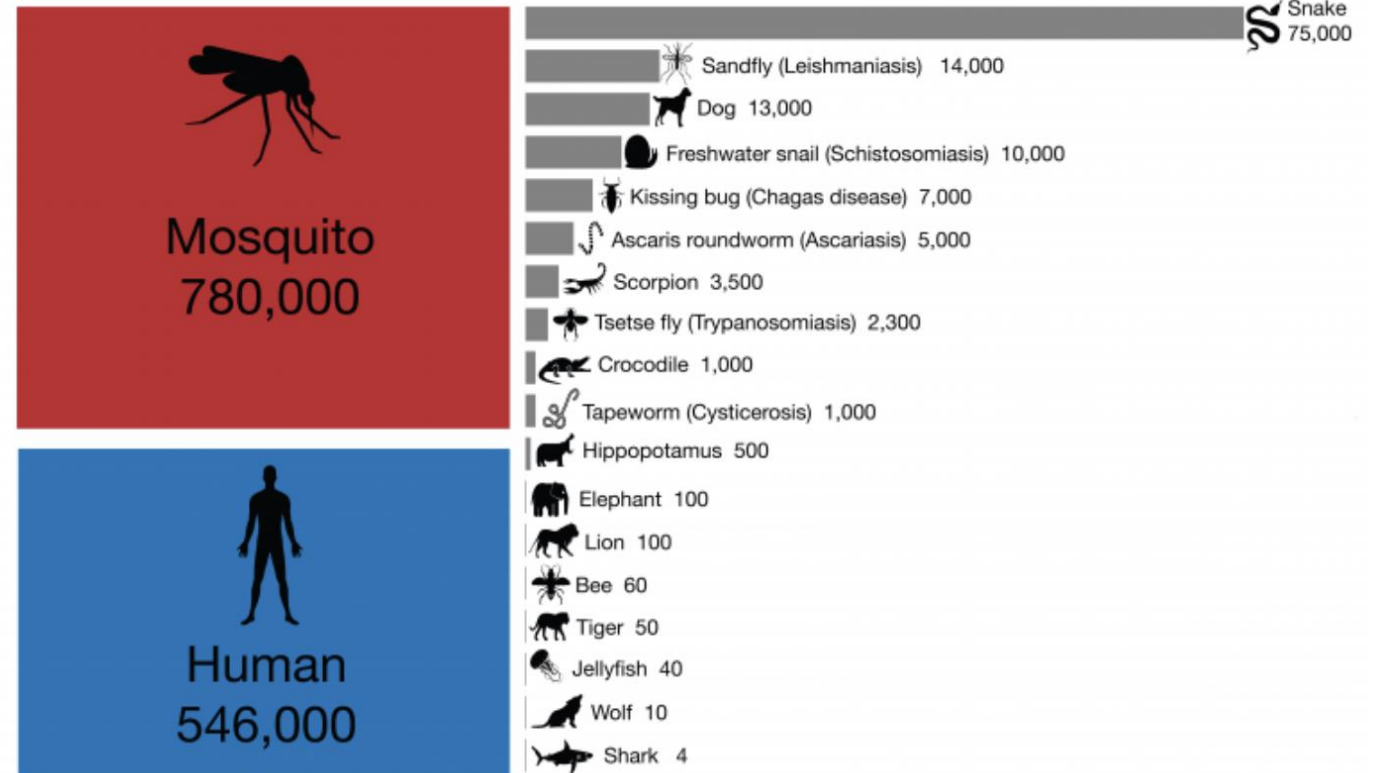 Mosquito
780,000
Human
546,000
Snake
75,000
Sandfly (Leishmaniasis) 14,000
Dog 13,000
Freshwater snail (Schistosomiasis) 10,000
Kissing bug (Chagas disease) 7,000
Ascaris roundworm (Ascariasis) 5,000
Scorpion 3,500
Tsetse fly (Trypanosomiasis) 2,300
Crocodile 1,000
Tapeworm (Cysticerosis) 1,000
Hippopotamus 500
Elephant 100
Lion 100
Bee 60
Tiger 50
Jellyfish 40
Wolf 10
Shark 4